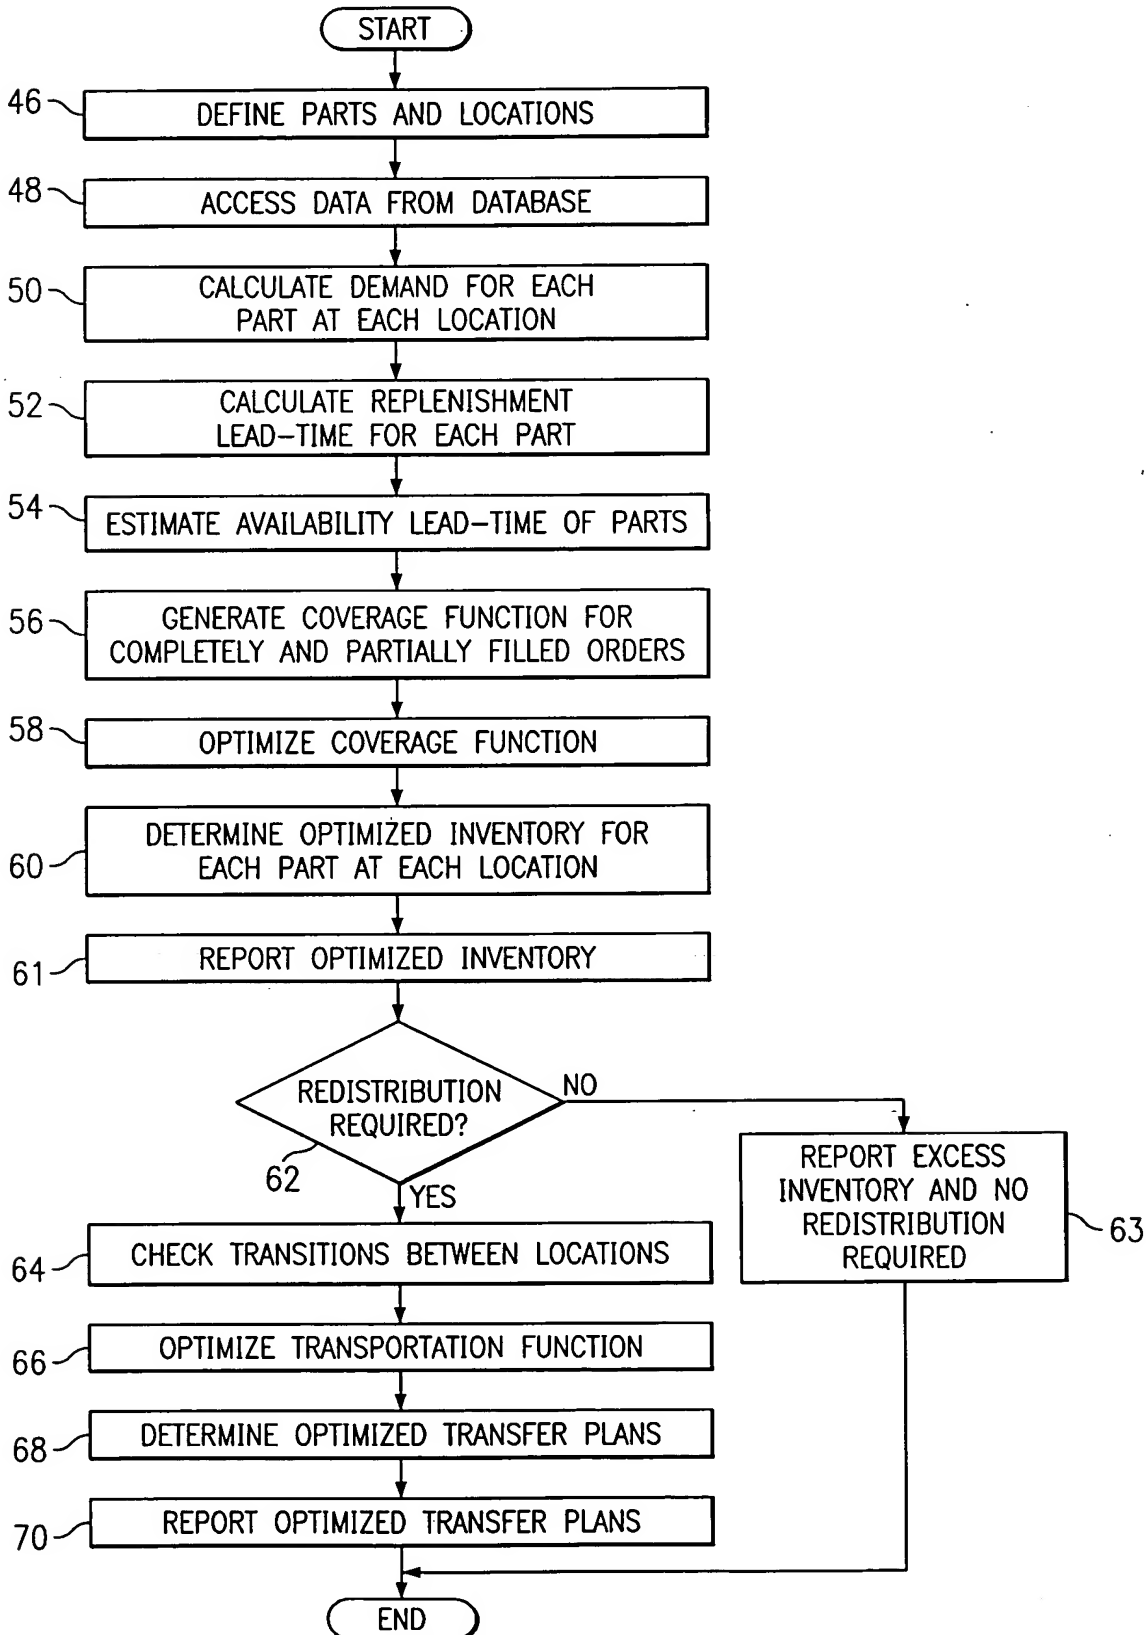 START
46
DEFINE PARTS AND LOCATIONS
48
ACCESS DATA FROM DATABASE
50
CALCULATE DEMAND FOR EACH
PART AT EACH LOCATION
52
CALCULATE REPLENISHMENT
LEAD-TIME FOR EACH PART
54
ESTIMATE AVAILABILITY LEAD-TIME OF PARTS
56
GENERATE COVERAGE FUNCTION FOR
COMPLETELY AND PARTIALLY FILLED ORDERS
58
OPTIMIZE COVERAGE FUNCTION
60
DETERMINE OPTIMIZED INVENTORY FOR
EACH PART AT EACH LOCATION
61
REPORT OPTIMIZED INVENTORY
REDISTRIBUTION
REQUIRED?
62
NO
YES
REPORT EXCESS
INVENTORY AND NO
REDISTRIBUTION
REQUIRED
63
64
CHECK TRANSITIONS BETWEEN LOCATIONS
66
OPTIMIZE TRANSPORTATION FUNCTION
68
DETERMINE OPTIMIZED TRANSFER PLANS
70
REPORT OPTIMIZED TRANSFER PLANS
END